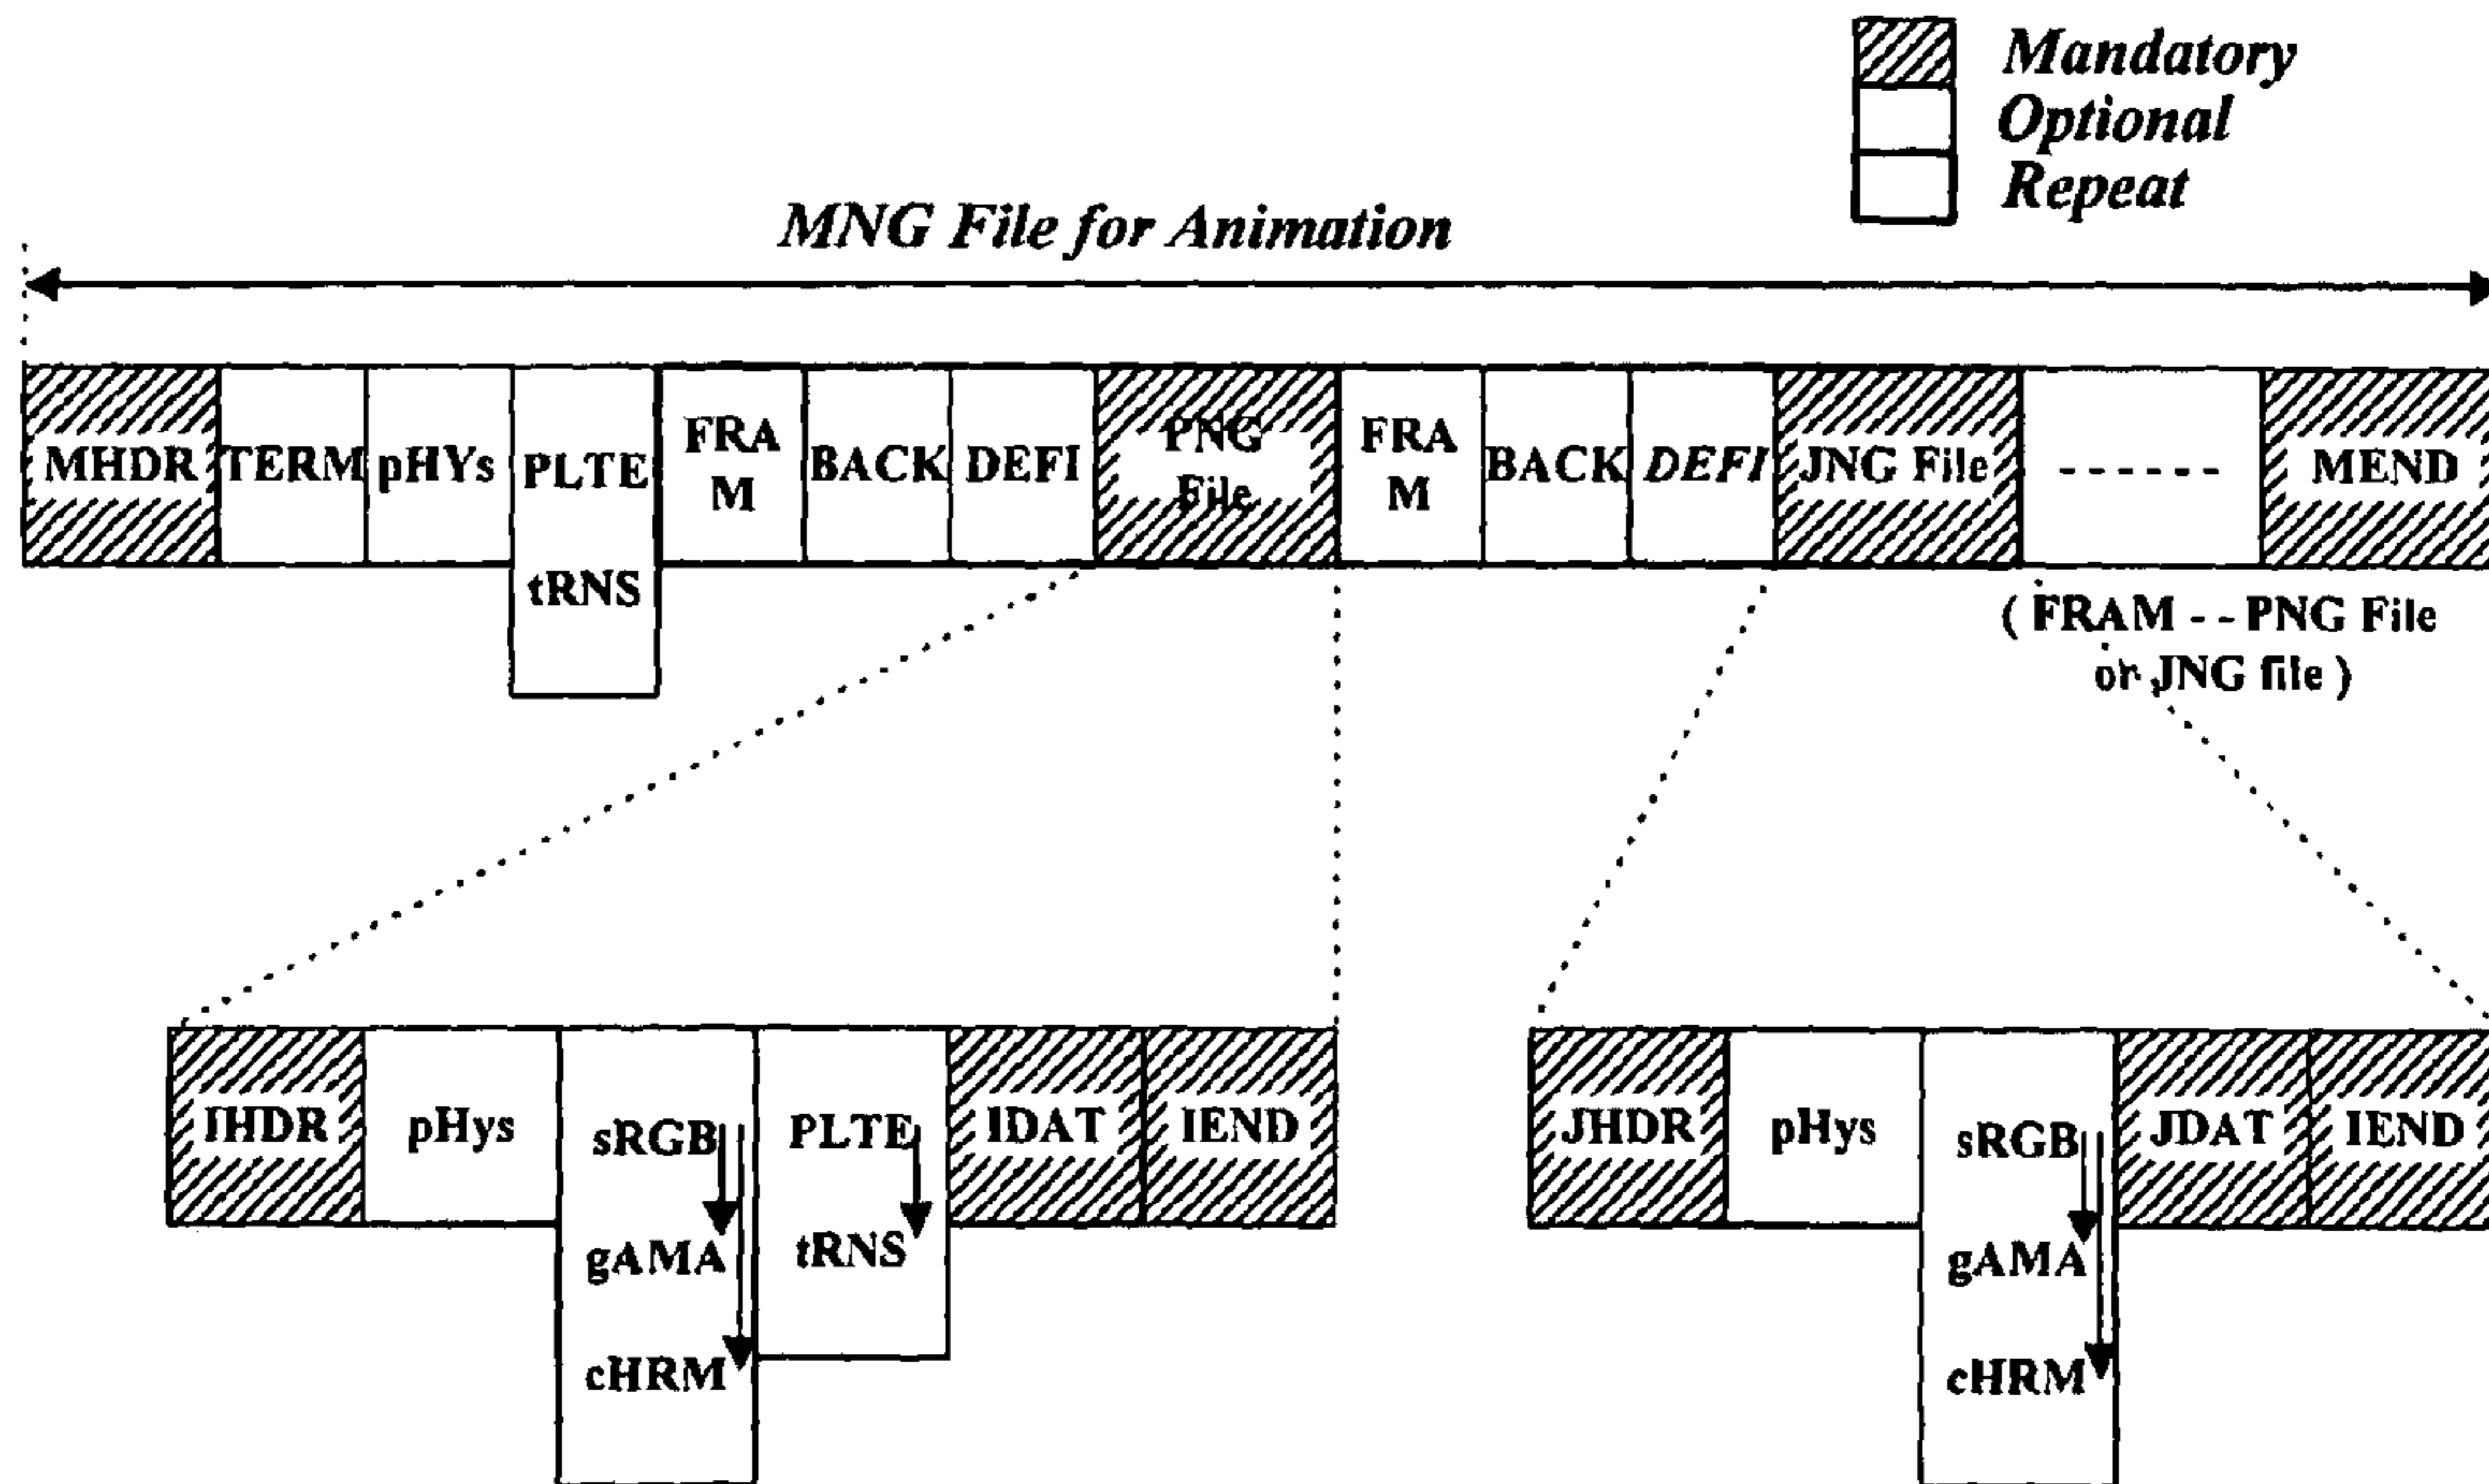 Mandatory
Optional
Repeat
MNG File for Animation
MHDR
TERM
pHYs
PLTE
tRNS
FRA
M
BACK
DEFI
PNG
File
FRA
M
BACK
DEFI
JNG File
------
MEND
( FRAM - - PNG File
or JNG file )
IHDR
pHys
sRGB
gAMA
cHRM
PLTE
tRNS
IDAT
IEND
JHDR
pHys
sRGB
gAMA
cHRM
JDAT
IEND